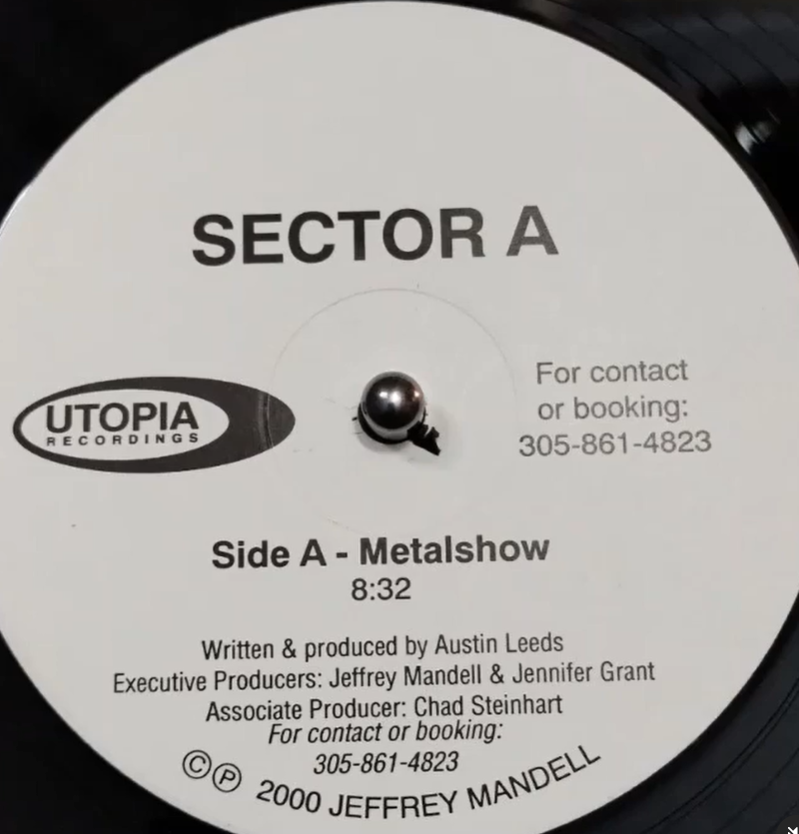 SECTOR A
UTOPIA
RECORDINGS
For contact
or booking:
305-861-4823
Side A - Metalshow
8:32
Written & produced by Austin Leeds
Executive Producers: Jeffrey Mandell & Jennifer Grant
Associate Producer: Chad Steinhart
For contact or booking:
305-861-4823
©℗ 2000 JEFFREY MANDELL